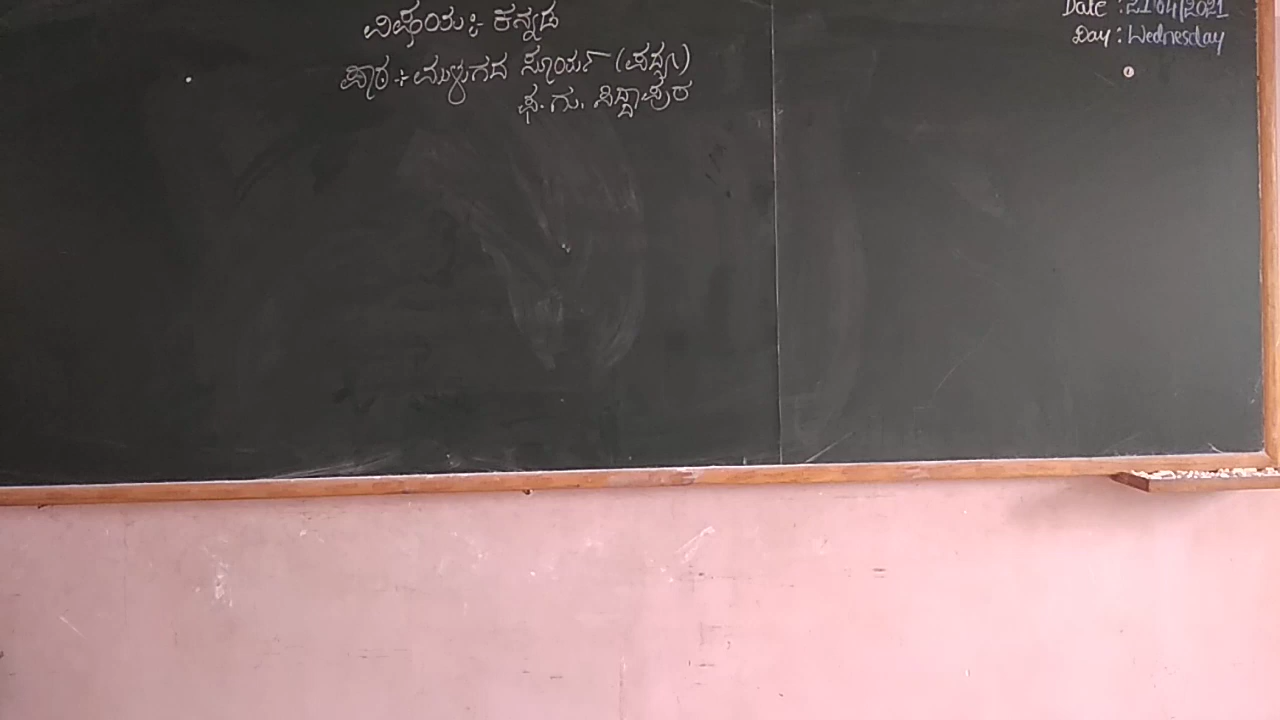 ವಿಷಯ : ಕನ್ನಡ
ಪಾಠ : ಮುಳುಗದ ಸೂರ್ಯ (ಪದ್ಯ)
ಫ. ಗು. ಸಿದ್ದಾಪುರ
Date : 21/04/2021
Day : Wednesday